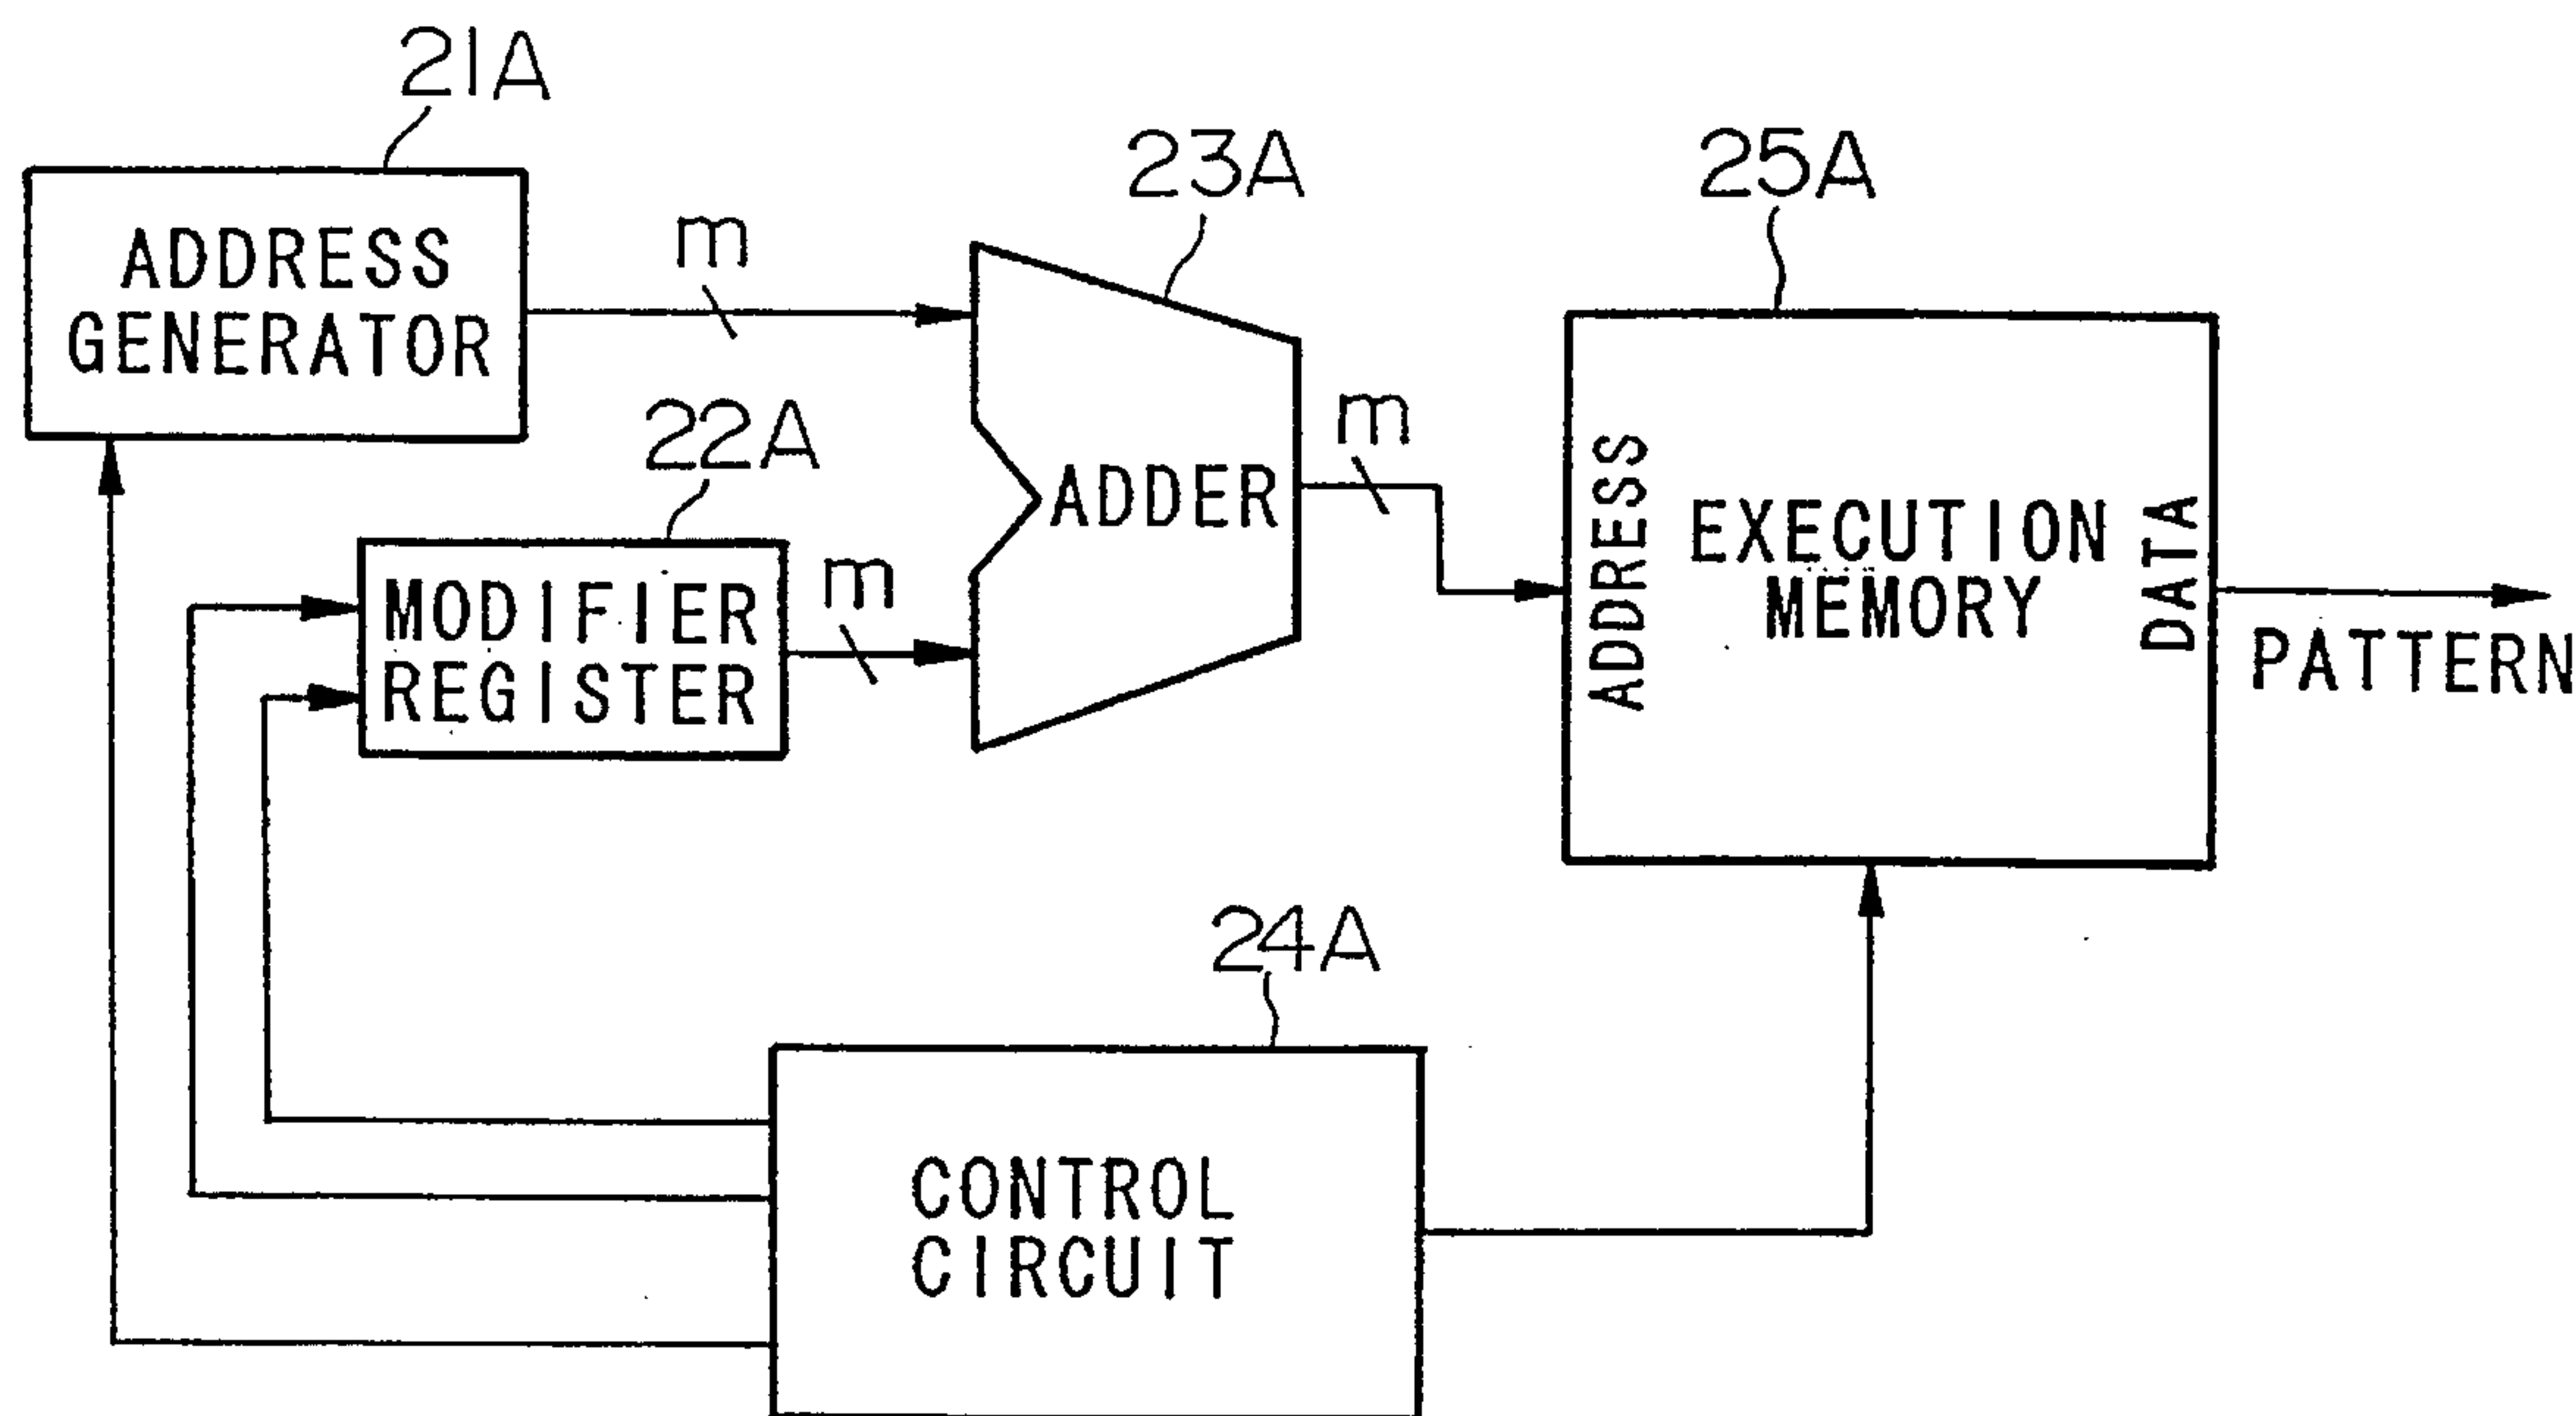 21A
ADDRESS
GENERATOR
m
23A
25A
22A
MODIFIER
REGISTER
m
ADDER
m
ADDRESS
EXECUTION
MEMORY
DATA
PATTERN
24A
CONTROL
CIRCUIT